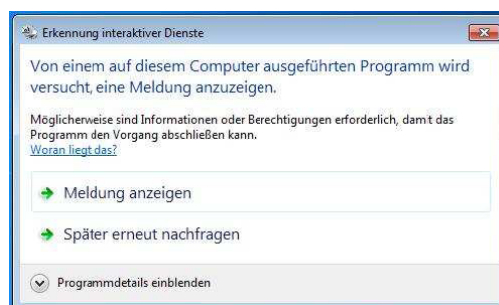 Erkennung interaktiver Dienste
Von einem auf diesem Computer ausgeführten Programm wird
versucht, eine Meldung anzuzeigen.
Möglicherweise sind Informationen oder Berechtigungen erforderlich, damit das
Programm den Vorgang abschließen kann.
Woran liegt das?
Meldung anzeigen
Später erneut nachfragen
Programmdetails einblenden